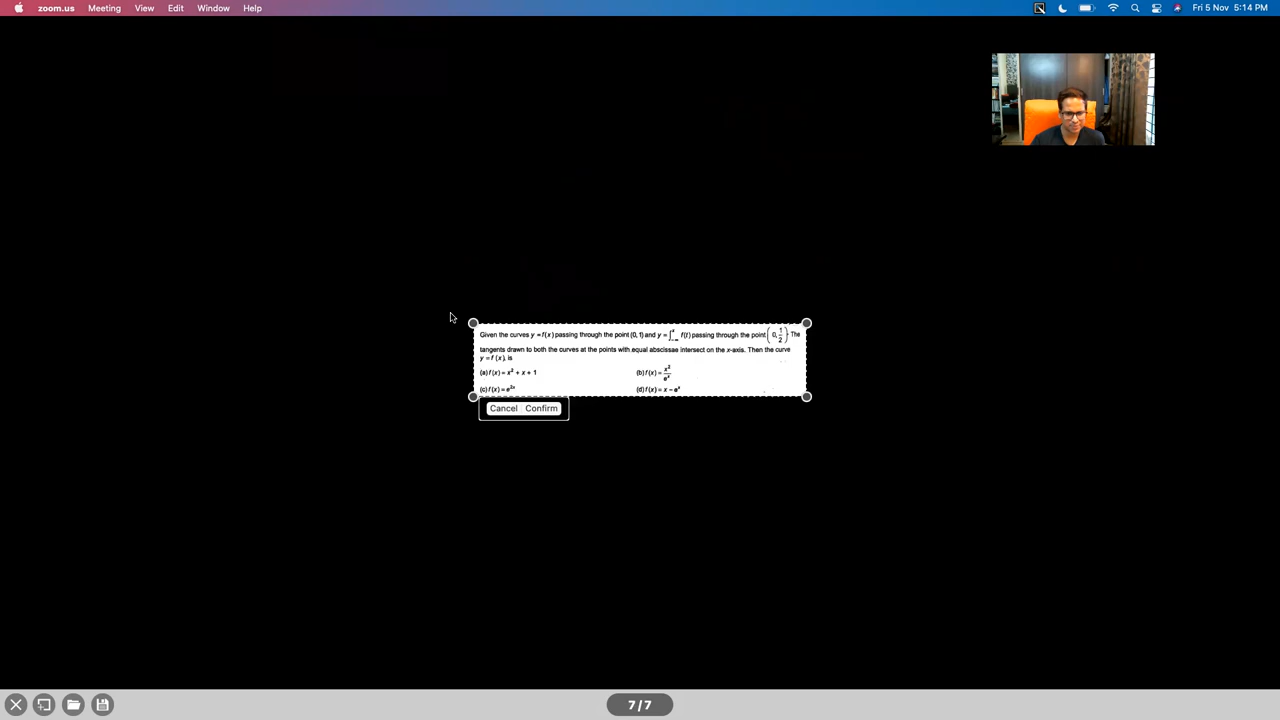 zoom.us Meeting View Edit Window Help Fri 5 Nov 5:14 PM
Given the curves y = f(x) passing through the point (0, 1) and y = ∫_{-∞}^{x} f(t) passing through the point (0, 1/2). The
tangents drawn to both the curves at the points with equal abscissae intersect on the x-axis. Then the curve
y = f (x), is
(a) f (x) = x² + x + 1 (b) f (x) = x²/eˣ
(c) f (x) = e²ˣ (d) f (x) = x – eˣ
Cancel Confirm
7 / 7